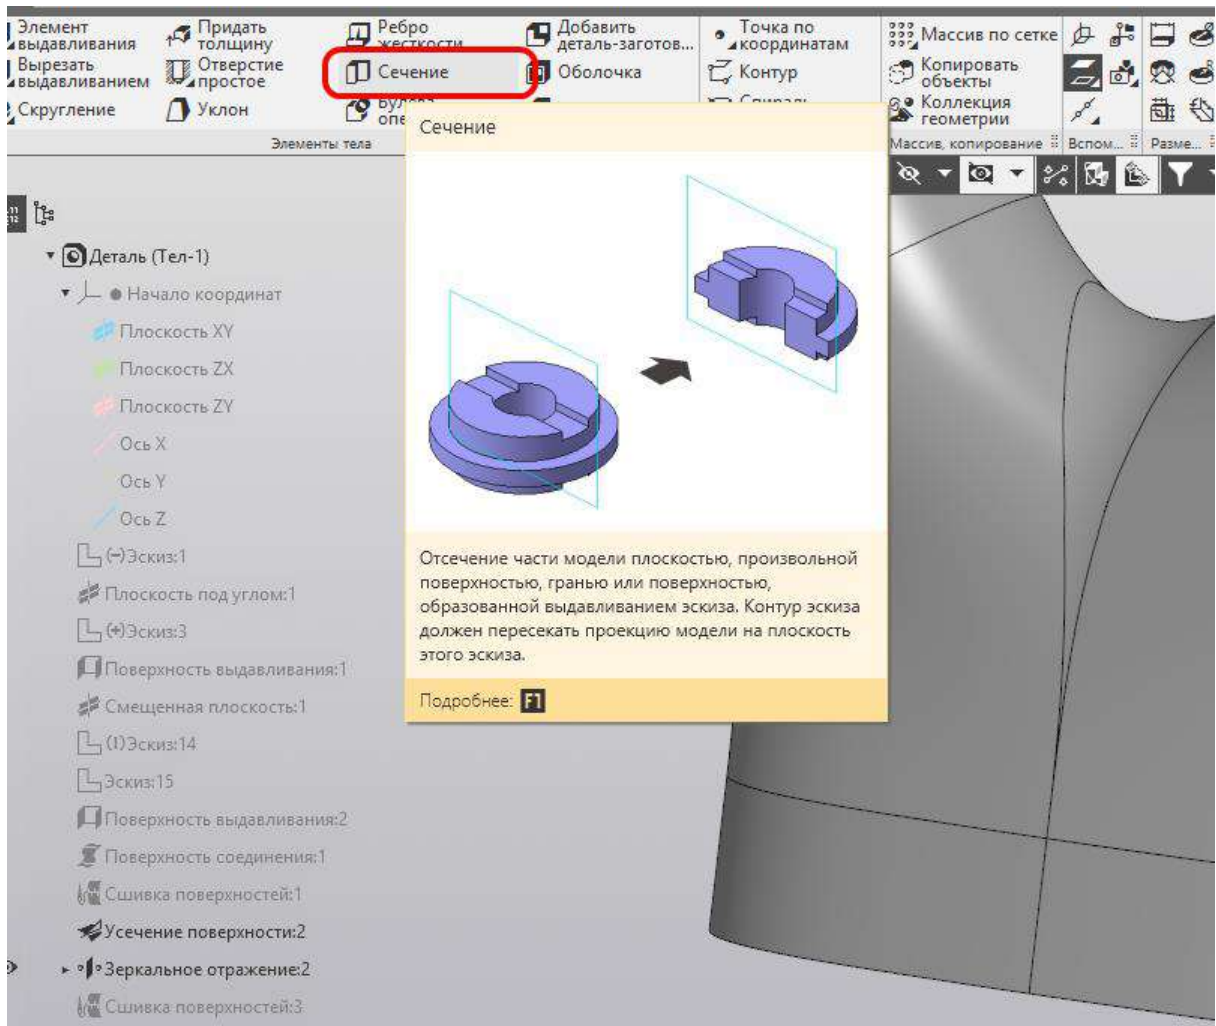 Элемент
выдавливания
Придать
толщину
Ребро
жесткости
Добавить
деталь-заготов...
Точка по
координатам
Массив по сетке
Вырезать
выдавливанием
Отверстие
простое
Сечение
Оболочка
Контур
Копировать
объекты
Скругление
Уклон
Булева
Спираль
Коллекция
геометрии
Элементы тела
Массив, копирование
Вспом...
Разме...
Сечение
Отсечение части модели плоскостью, произвольной
поверхностью, гранью или поверхностью,
образованной выдавливанием эскиза. Контур эскиза
должен пересекать проекцию модели на плоскость
этого эскиза.
Подробнее: F1
Деталь (Тел-1)
Начало координат
Плоскость XY
Плоскость ZX
Плоскость ZY
Ось X
Ось Y
Ось Z
(-)Эскиз:1
Плоскость под углом:1
(+)Эскиз:3
Поверхность выдавливания:1
Смещенная плоскость:1
(I)Эскиз:14
Эскиз:15
Поверхность выдавливания:2
Поверхность соединения:1
Сшивка поверхностей:1
Усечение поверхности:2
Зеркальное отражение:2
Сшивка поверхностей:3